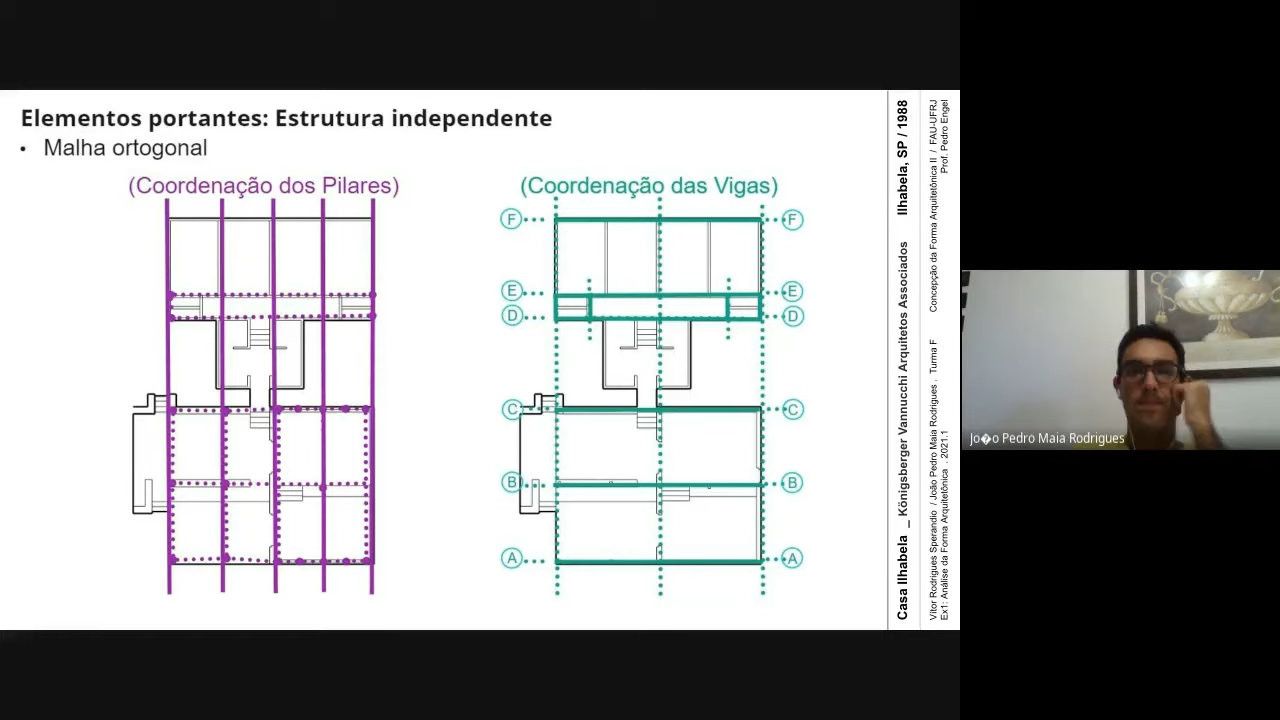 Elementos portantes: Estrutura independente
• Malha ortogonal
(Coordenação dos Pilares)
(Coordenação das Vigas)
F F
E E
D D
C C
B B
A A
Casa Ilhabela _ Königsberger Vannucchi Arquitetos Associados Ilhabela, SP / 1988
Vítor Rodrigues Sperandio / João Pedro Maia Rodrigues . Turma F Concepção da Forma Arquitetônica II / FAU-UFRJ
Ex1: Análise da Forma Arquitetônica . 2021.1 Prof. Pedro Engel
Jo�o Pedro Maia Rodrigues